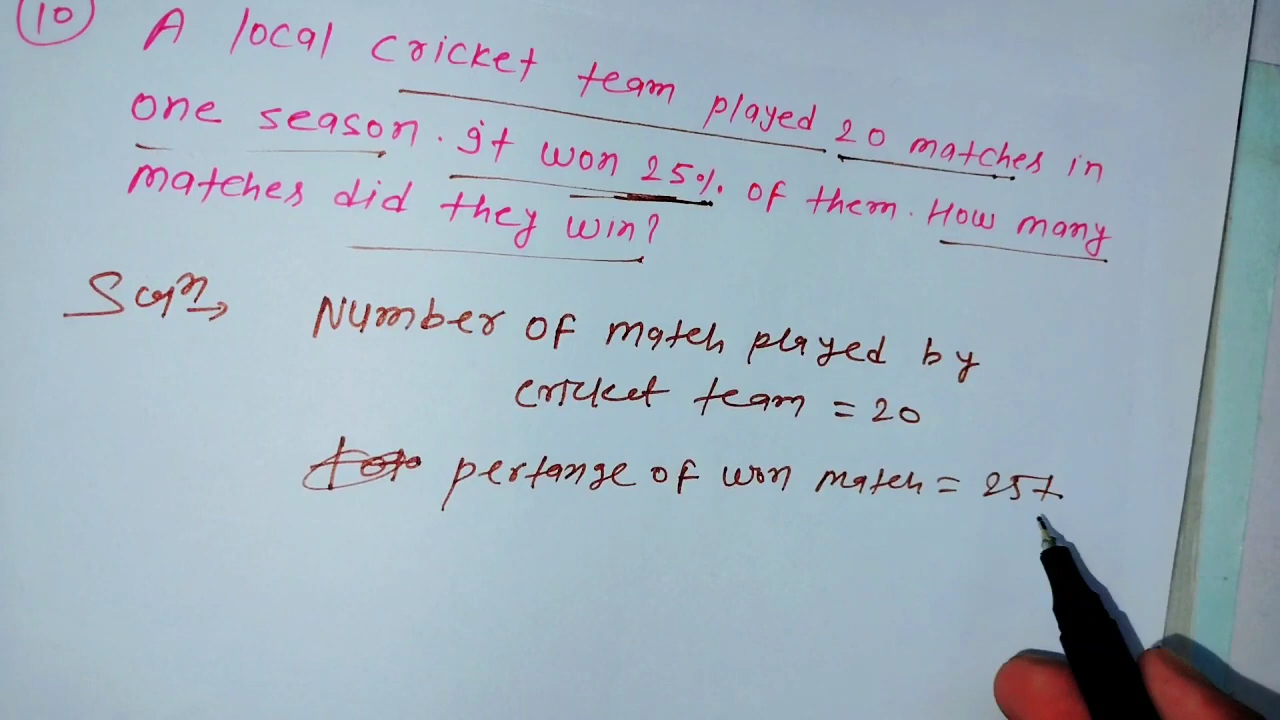 10 A local cricket team played 20 matches in
one season. It won 25% of them. How many
matches did they win?
Soln→ Number of match played by
cricket team = 20
pertange of won match = 25%